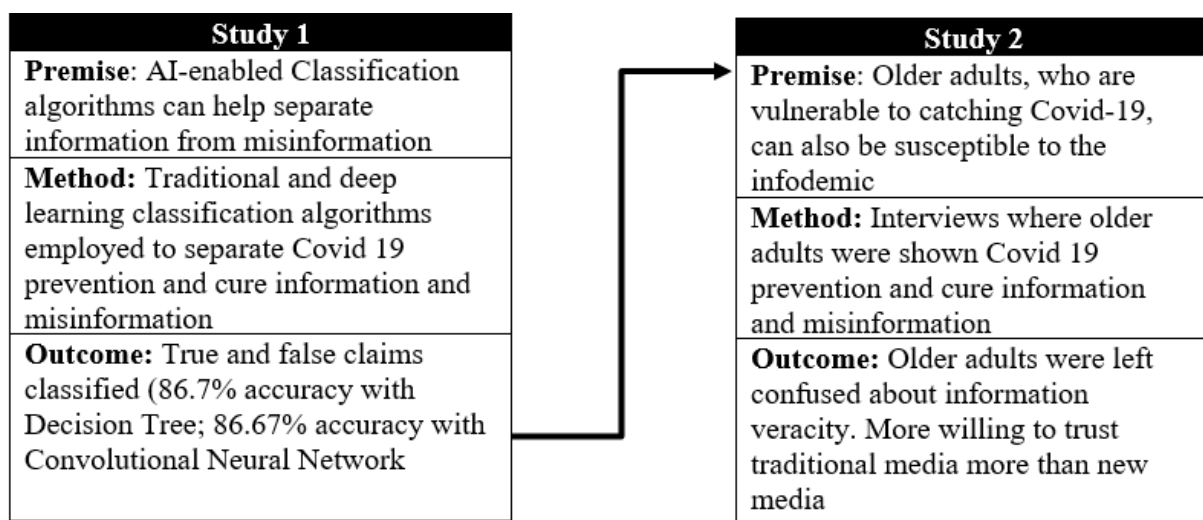 Study 1
Premise: AI-enabled Classification
algorithms can help separate
information from misinformation
Method: Traditional and deep
learning classification algorithms
employed to separate Covid 19
prevention and cure information and
misinformation
Outcome: True and false claims
classified (86.7% accuracy with
Decision Tree; 86.67% accuracy with
Convolutional Neural Network
Study 2
Premise: Older adults, who are
vulnerable to catching Covid-19,
can also be susceptible to the
infodemic
Method: Interviews where older
adults were shown Covid 19
prevention and cure information
and misinformation
Outcome: Older adults were left
confused about information
veracity. More willing to trust
traditional media more than new
media